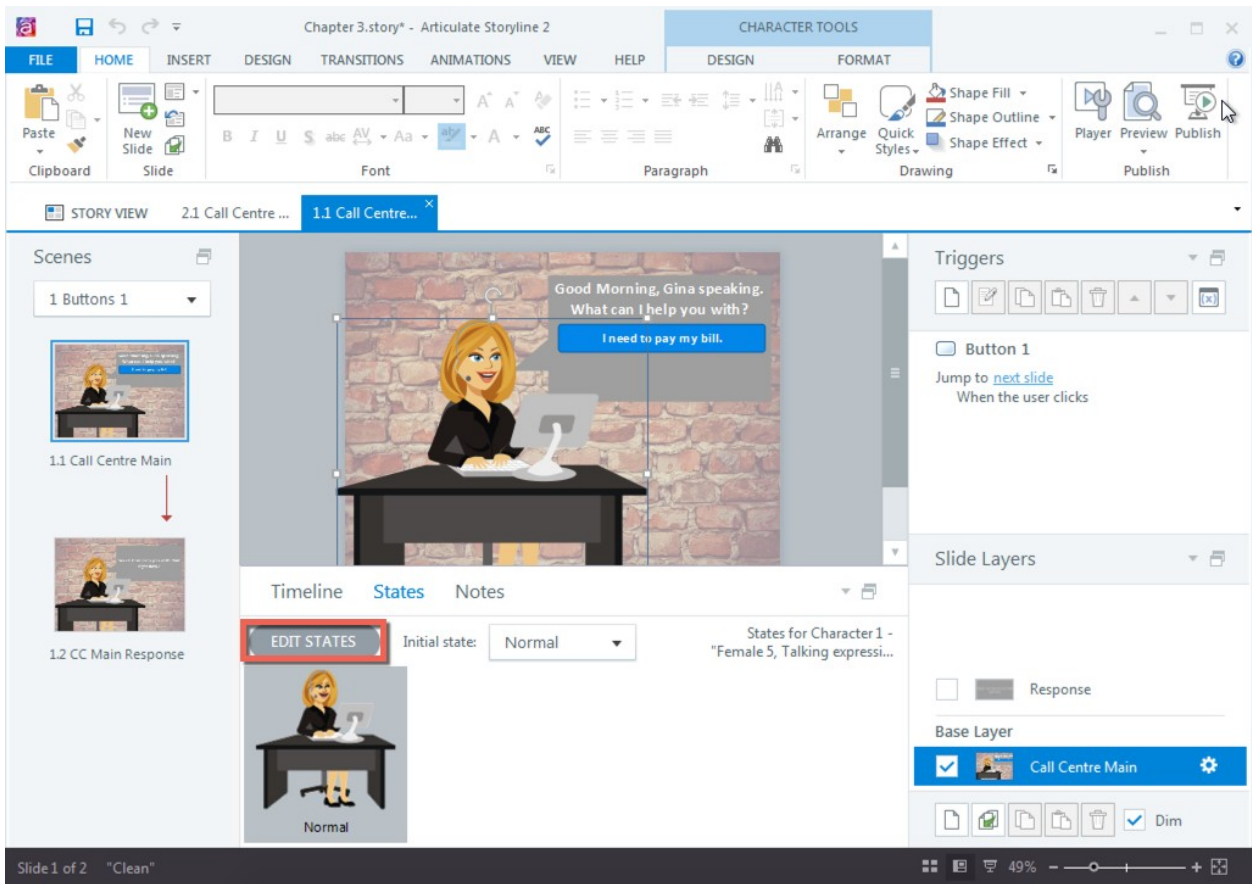 Chapter 3.story* - Articulate Storyline 2
CHARACTER TOOLS
FILE HOME INSERT DESIGN TRANSITIONS ANIMATIONS VIEW HELP DESIGN FORMAT
Paste
New Slide
B I U S abc AV Aa aby A ABC
Arrange
Quick Styles
Shape Fill
Shape Outline
Shape Effect
Player Preview Publish
Clipboard Slide Font Paragraph Drawing Publish
STORY VIEW 2.1 Call Centre ... 1.1 Call Centre...
Scenes
1 Buttons 1
1.1 Call Centre Main
1.2 CC Main Response
Good Morning, Gina speaking.
What can I help you with?
I need to pay my bill.
Timeline States Notes
EDIT STATES Initial state: Normal
States for Character 1 -
"Female 5, Talking expressi...
Normal
Triggers
Button 1
Jump to next slide
When the user clicks
Slide Layers
Response
Base Layer
Call Centre Main
Dim
Slide 1 of 2 "Clean" 49%